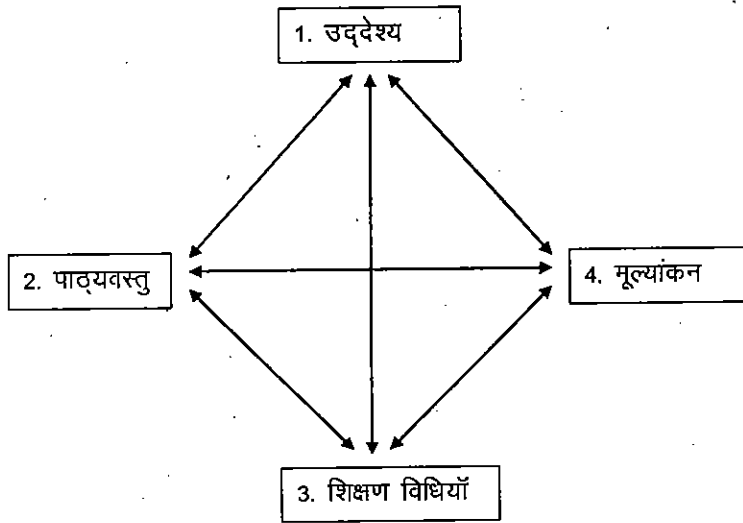 1. उद्देश्य
2. पाठ्यवस्तु
4. मूल्यांकन
3. शिक्षण विधियॉ